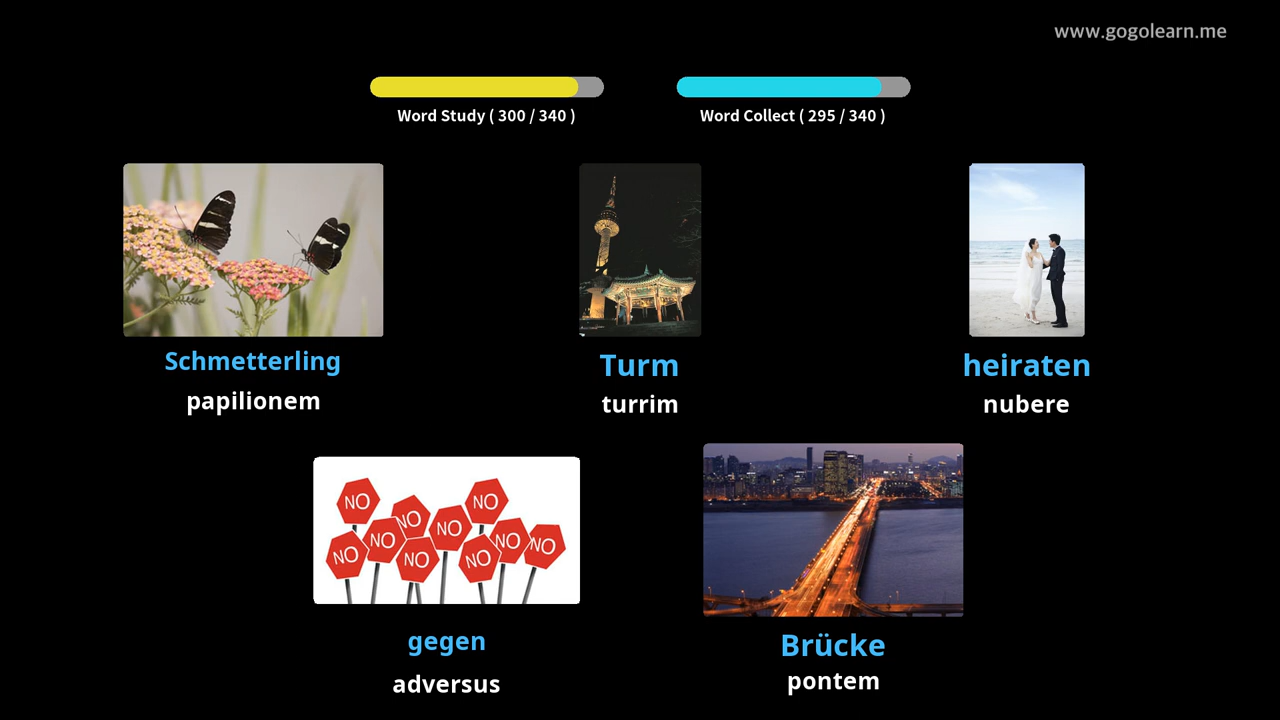 www.gogolearn.me
Word Study ( 300 / 340 )
Word Collect ( 295 / 340 )
Schmetterling
papilionem
Turm
turrim
heiraten
nubere
NO
NO
NO
NO
NO
NO
NO
NO
NO
NO
gegen
adversus
Brücke
pontem